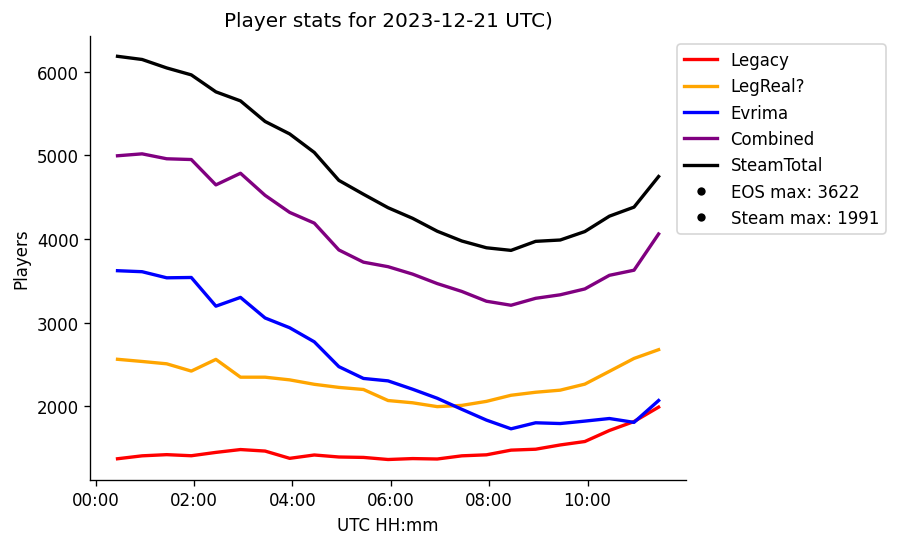 Player stats for 2023-12-21 UTC)
Players
6000
5000
4000
3000
2000
00:00
02:00
04:00
06:00
08:00
10:00
UTC HH:mm
Legacy
LegReal?
Evrima
Combined
SteamTotal
EOS max: 3622
Steam max: 1991